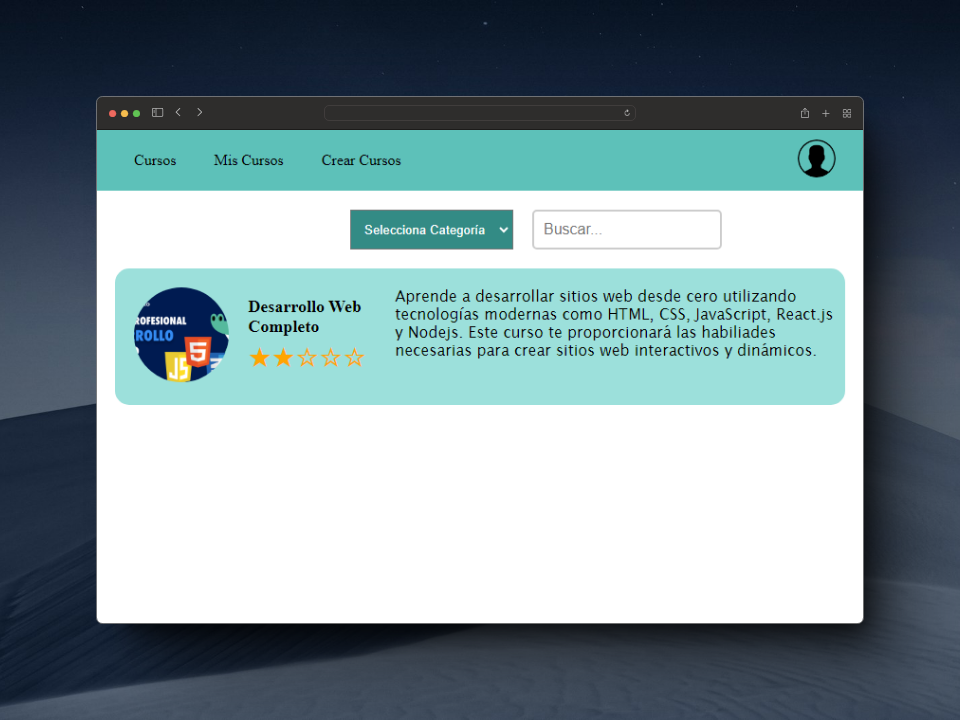 Cursos Mis Cursos Crear Cursos
Selecciona Categoría
Buscar...
ROFESIONAL
ROLLO
JS
5
Desarrollo Web
Completo
Aprende a desarrollar sitios web desde cero utilizando
tecnologías modernas como HTML, CSS, JavaScript, React.js
y Nodejs. Este curso te proporcionará las habiliades
necesarias para crear sitios web interactivos y dinámicos.